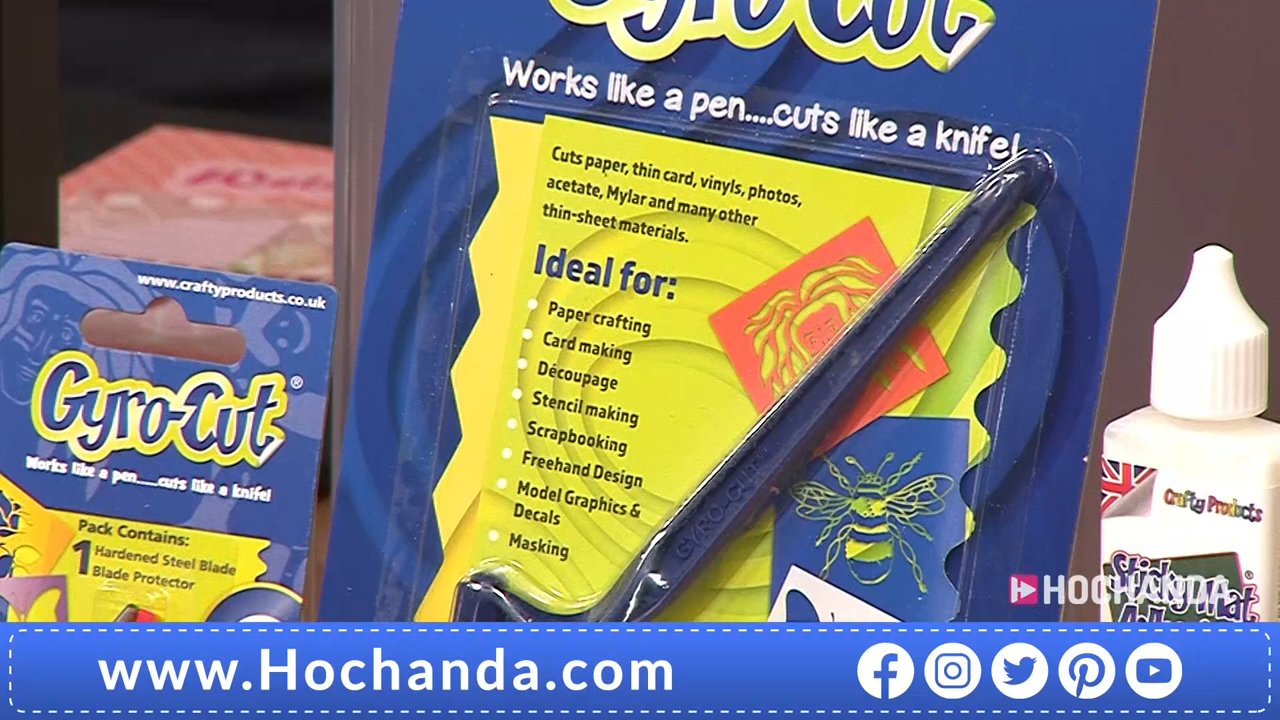 Gyro-Cut
Works like a pen....cuts like a knife!
Cuts paper, thin card, vinyls, photos,
acetate, Mylar and many other
thin-sheet materials.
Ideal for:
Paper crafting
Card making
Découpage
Stencil making
Scrapbooking
Freehand Design
Model Graphics &
Decals
Masking
GYRO-CUT
www.craftyproducts.co.uk
Gyro-Cut®
Works like a pen.....cuts like a knife!
Pack Contains:
1 Hardened Steel Blade
Blade Protector
Crafty Products
HOCHANDA
www.Hochanda.com